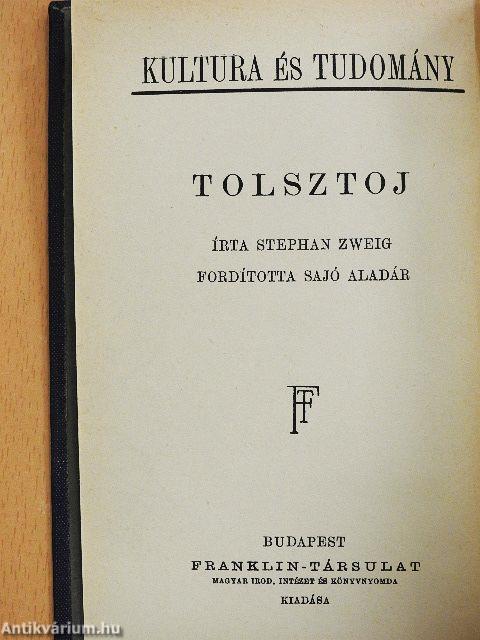 KULTURA ÉS TUDOMÁNY
TOLSZTOJ
ÍRTA STEPHAN ZWEIG
FORDÍTOTTA SAJÓ ALADÁR
FT
BUDAPEST
FRANKLIN-TÁRSULAT
MAGYAR IROD. INTÉZET ÉS KÖNYVNYOMDA
KIADÁSA
Antikvárium.hu